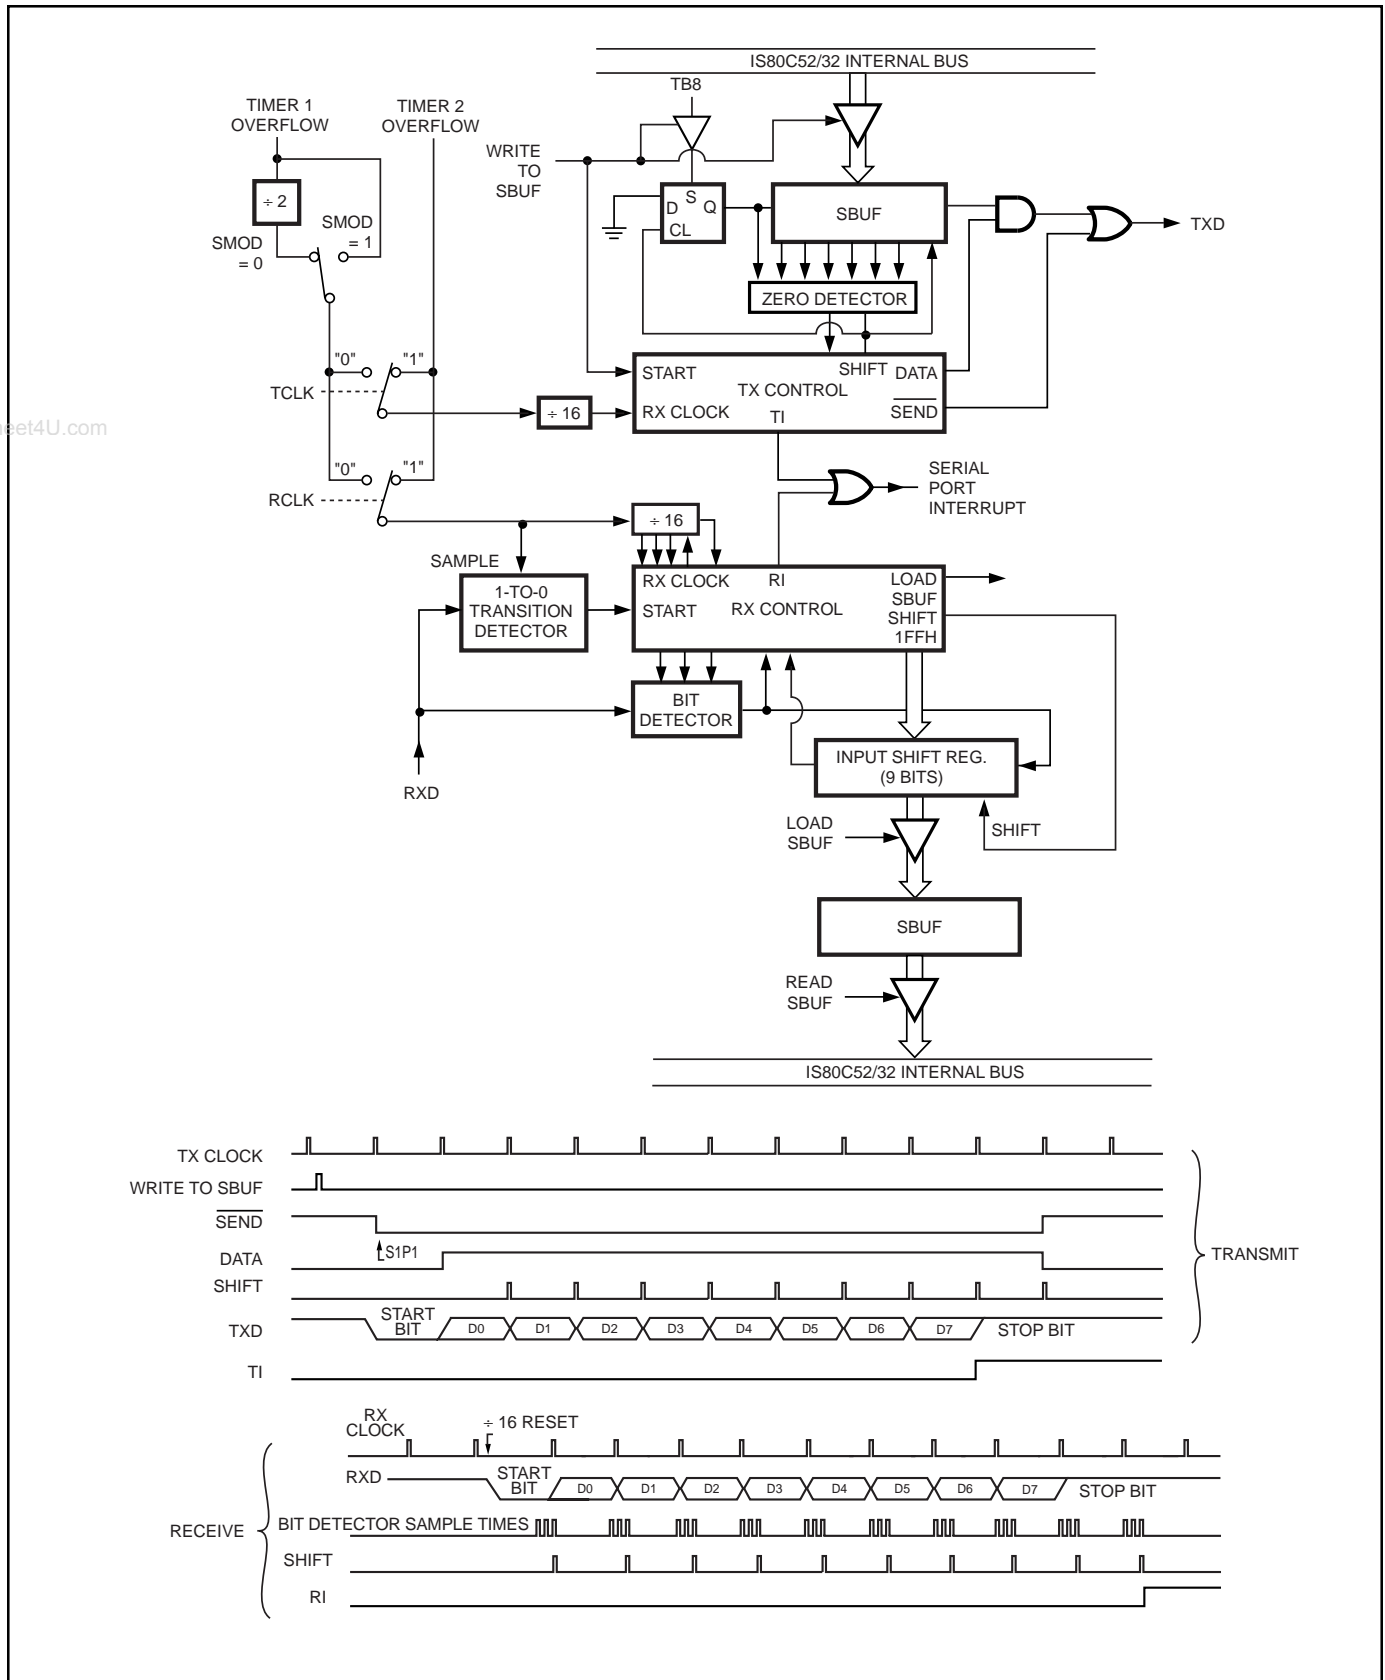 IS80C52/32 INTERNAL BUS
TB8
TIMER 1
OVERFLOW
TIMER 2
OVERFLOW
WRITE
TO
SBUF
÷ 2
SMOD
= 0
SMOD
= 1
S
D
Q
CL
SBUF
TXD
ZERO DETECTOR
"0"
"1"
TCLK
÷ 16
START
SHIFT
DATA
TX CONTROL
RX CLOCK
TI
SEND
eet4U.com
"0"
"1"
RCLK
SERIAL
PORT
INTERRUPT
÷ 16
SAMPLE
1-TO-0
TRANSITION
DETECTOR
RX CLOCK
RI
LOAD
SBUF
START
RX CONTROL
SHIFT
1FFH
BIT
DETECTOR
RXD
INPUT SHIFT REG.
(9 BITS)
LOAD
SBUF
SHIFT
SBUF
READ
SBUF
IS80C52/32 INTERNAL BUS
TX CLOCK
WRITE TO SBUF
SEND
S1P1
DATA
TRANSMIT
SHIFT
START
BIT
TXD
D0
D1
D2
D3
D4
D5
D6
D7
STOP BIT
TI
RX
CLOCK
÷ 16 RESET
RXD
START
BIT
D0
D1
D2
D3
D4
D5
D6
D7
STOP BIT
RECEIVE
BIT DETECTOR SAMPLE TIMES
SHIFT
RI